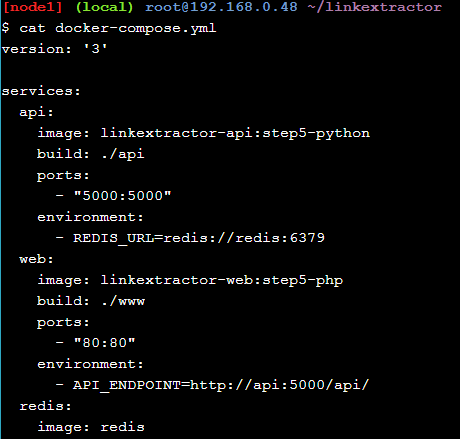 [node1] (local) root@192.168.0.48 ~/linkextractor
$ cat docker-compose.yml
version: '3'

services:
  api:
    image: linkextractor-api:step5-python
    build: ./api
    ports:
      - "5000:5000"
    environment:
      - REDIS_URL=redis://redis:6379
  web:
    image: linkextractor-web:step5-php
    build: ./www
    ports:
      - "80:80"
    environment:
      - API_ENDPOINT=http://api:5000/api/
  redis:
    image: redis